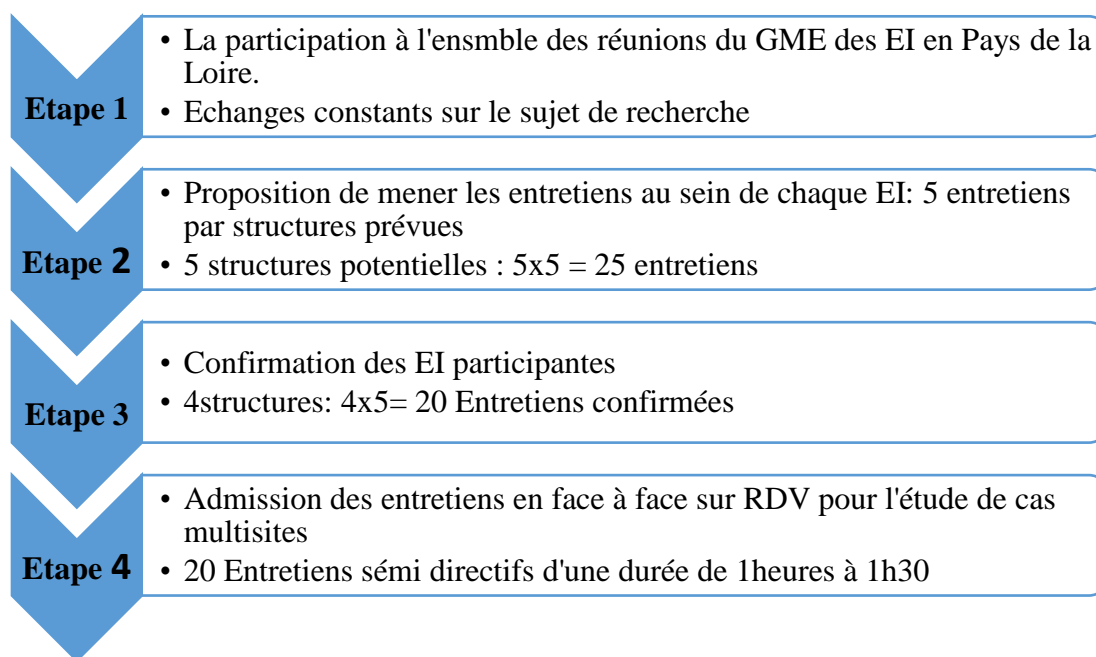 Etape 1
• La participation à l'ensmble des réunions du GME des EI en Pays de la
Loire.
• Echanges constants sur le sujet de recherche
Etape 2
• Proposition de mener les entretiens au sein de chaque EI: 5 entretiens
par structures prévues
• 5 structures potentielles : 5x5 = 25 entretiens
Etape 3
• Confirmation des EI participantes
• 4structures: 4x5= 20 Entretiens confirmées
Etape 4
• Admission des entretiens en face à face sur RDV pour l'étude de cas
multisites
• 20 Entretiens sémi directifs d'une durée de 1heures à 1h30